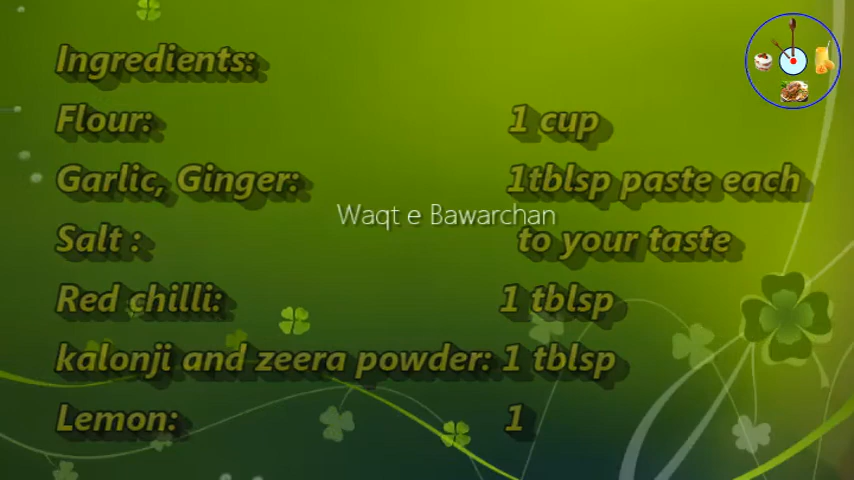 Ingredients:
Flour: 1 cup
Garlic, Ginger: 1tblsp paste each
Waqt e Bawarchan
Salt : to your taste
Red chilli: 1 tblsp
kalonji and zeera powder: 1 tblsp
Lemon: 1